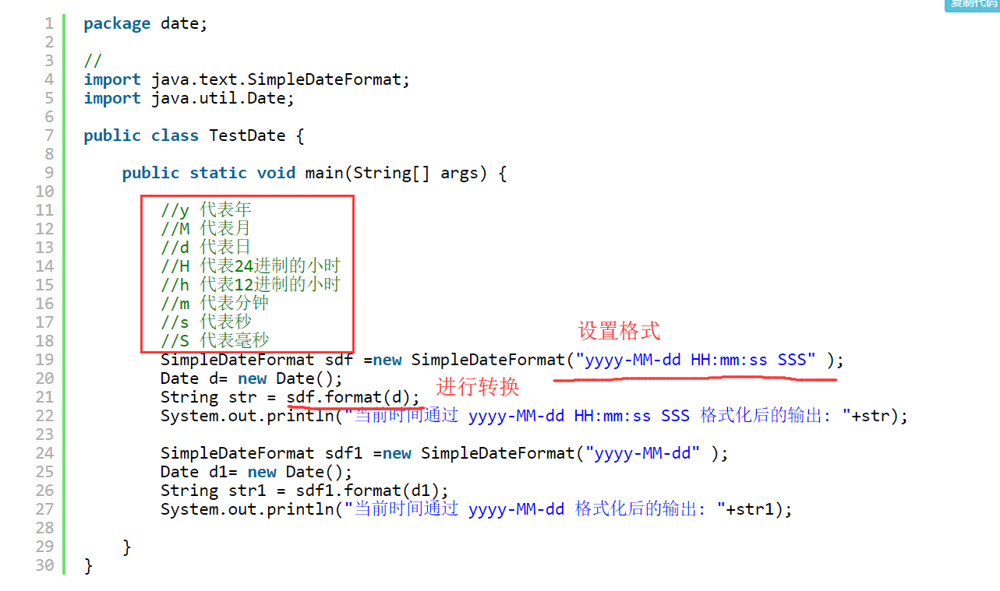 复制代码
1 package date;
2
3 //
4 import java.text.SimpleDateFormat;
5 import java.util.Date;
6
7 public class TestDate {
8
9 public static void main(String[] args) {
10
11 //y 代表年
12 //M 代表月
13 //d 代表日
14 //H 代表24进制的小时
15 //h 代表12进制的小时
16 //m 代表分钟
17 //s 代表秒
18 //S 代表毫秒
设置格式
19 SimpleDateFormat sdf =new SimpleDateFormat("yyyy-MM-dd HH:mm:ss SSS" );
20 Date d= new Date();
进行转换
21 String str = sdf.format(d);
22 System.out.println("当前时间通过 yyyy-MM-dd HH:mm:ss SSS 格式化后的输出: "+str);
23
24 SimpleDateFormat sdf1 =new SimpleDateFormat("yyyy-MM-dd" );
25 Date d1= new Date();
26 String str1 = sdf1.format(d1);
27 System.out.println("当前时间通过 yyyy-MM-dd 格式化后的输出: "+str1);
28
29 }
30 }